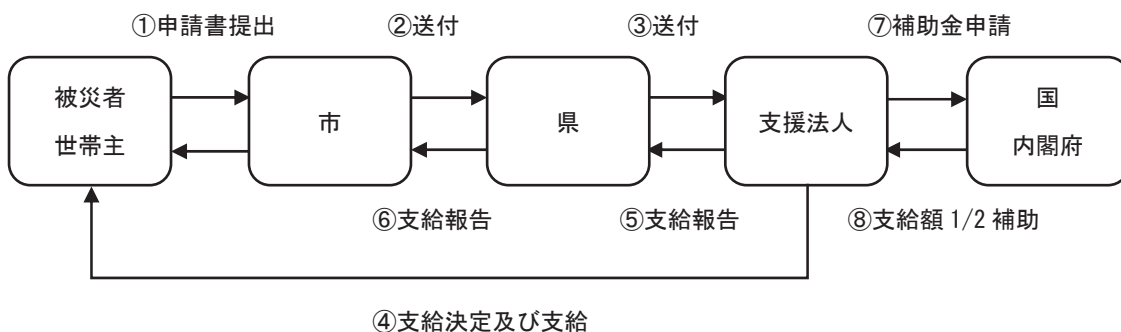 ①申請書提出
②送付
③送付
⑦補助金申請
被災者
世帯主
市
県
支援法人
国
内閣府
⑥支給報告
⑤支給報告
⑧支給額 1/2 補助
④支給決定及び支給